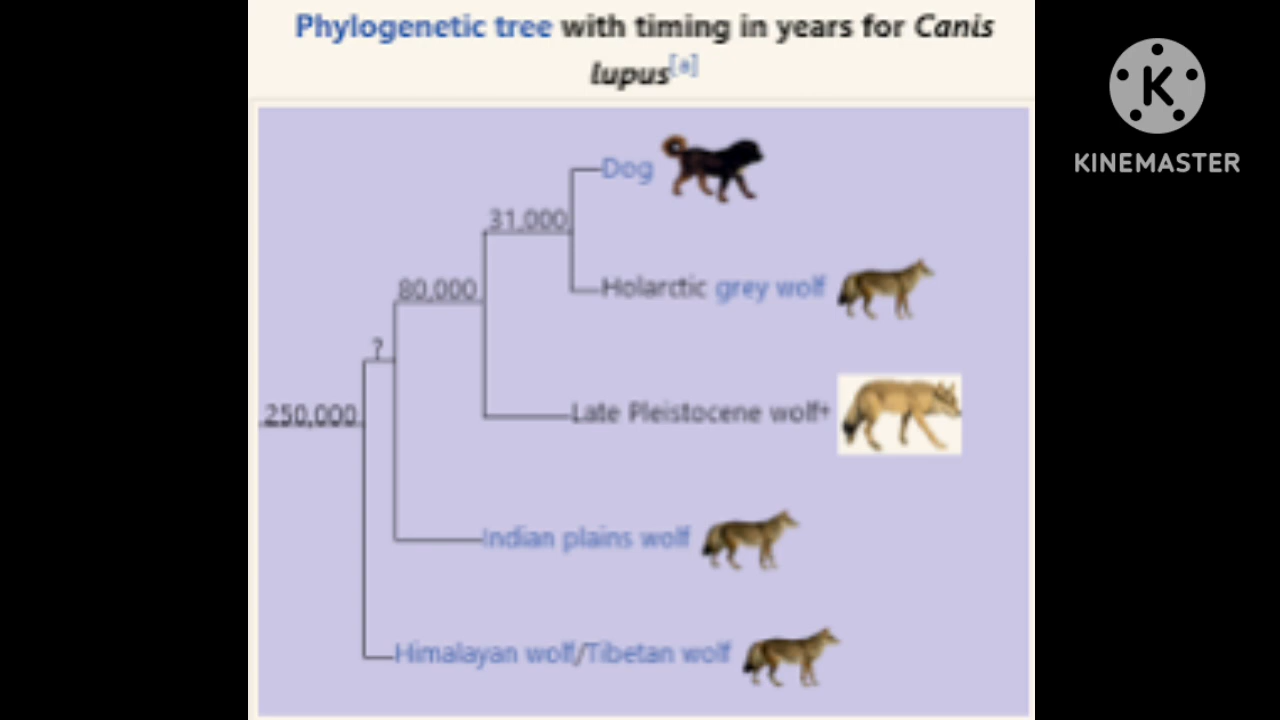 Phylogenetic tree with timing in years for Canis
lupus[a]
K
KINEMASTER
Dog
31,000
Holarctic grey wolf
80,000
?
250,000
Late Pleistocene wolf†
Indian plains wolf
Himalayan wolf/Tibetan wolf